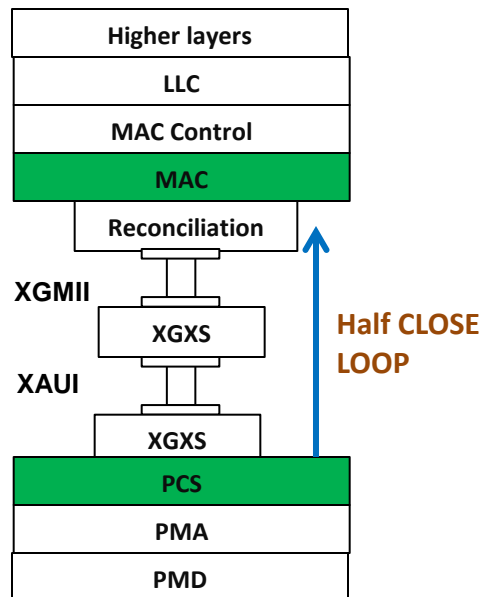 Higher layers
LLC
MAC Control
MAC
Reconciliation
XGMII
XGXS
Half CLOSE
LOOP
XAUI
XGXS
PCS
PMA
PMD